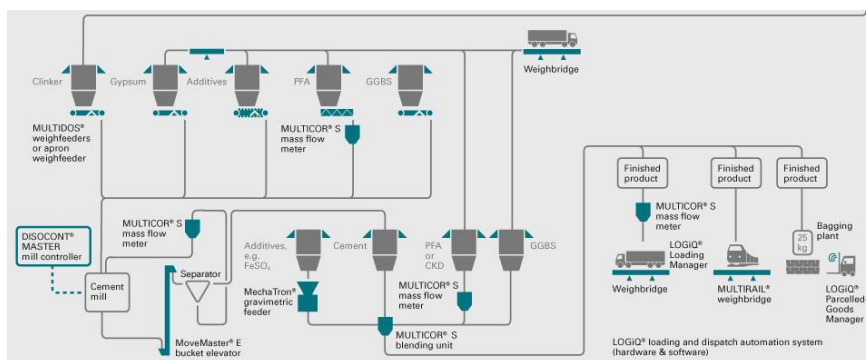 Clinker
Gypsum
Additives
PFA
GGBS
Weighbridge
MULTIDOS®
weighfeeders
or apron
weighfeeder
MULTICOR® S
mass flow
meter
Finished
product
Finished
product
Finished
product
MULTICOR® S
mass flow
meter
25
kg
Bagging
plant
DISOCONT®
MASTER
mill controller
MULTICOR® S
mass flow
meter
Additives,
e.g.
FeSO₂
Cement
PFA
or
CKD
GGBS
LOGiQ®
Loading
Manager
Cement
mill
Separator
MechaTron®
gravimetric
feeder
MULTICOR® S
mass flow
meter
Weighbridge
MULTIRAIL®
weighbridge
LOGiQ®
Parcelled
Goods
Manager
MoveMaster® E
bucket elevator
MULTICOR® S
blending unit
LOGiQ® loading and dispatch automation system
(hardware & software)